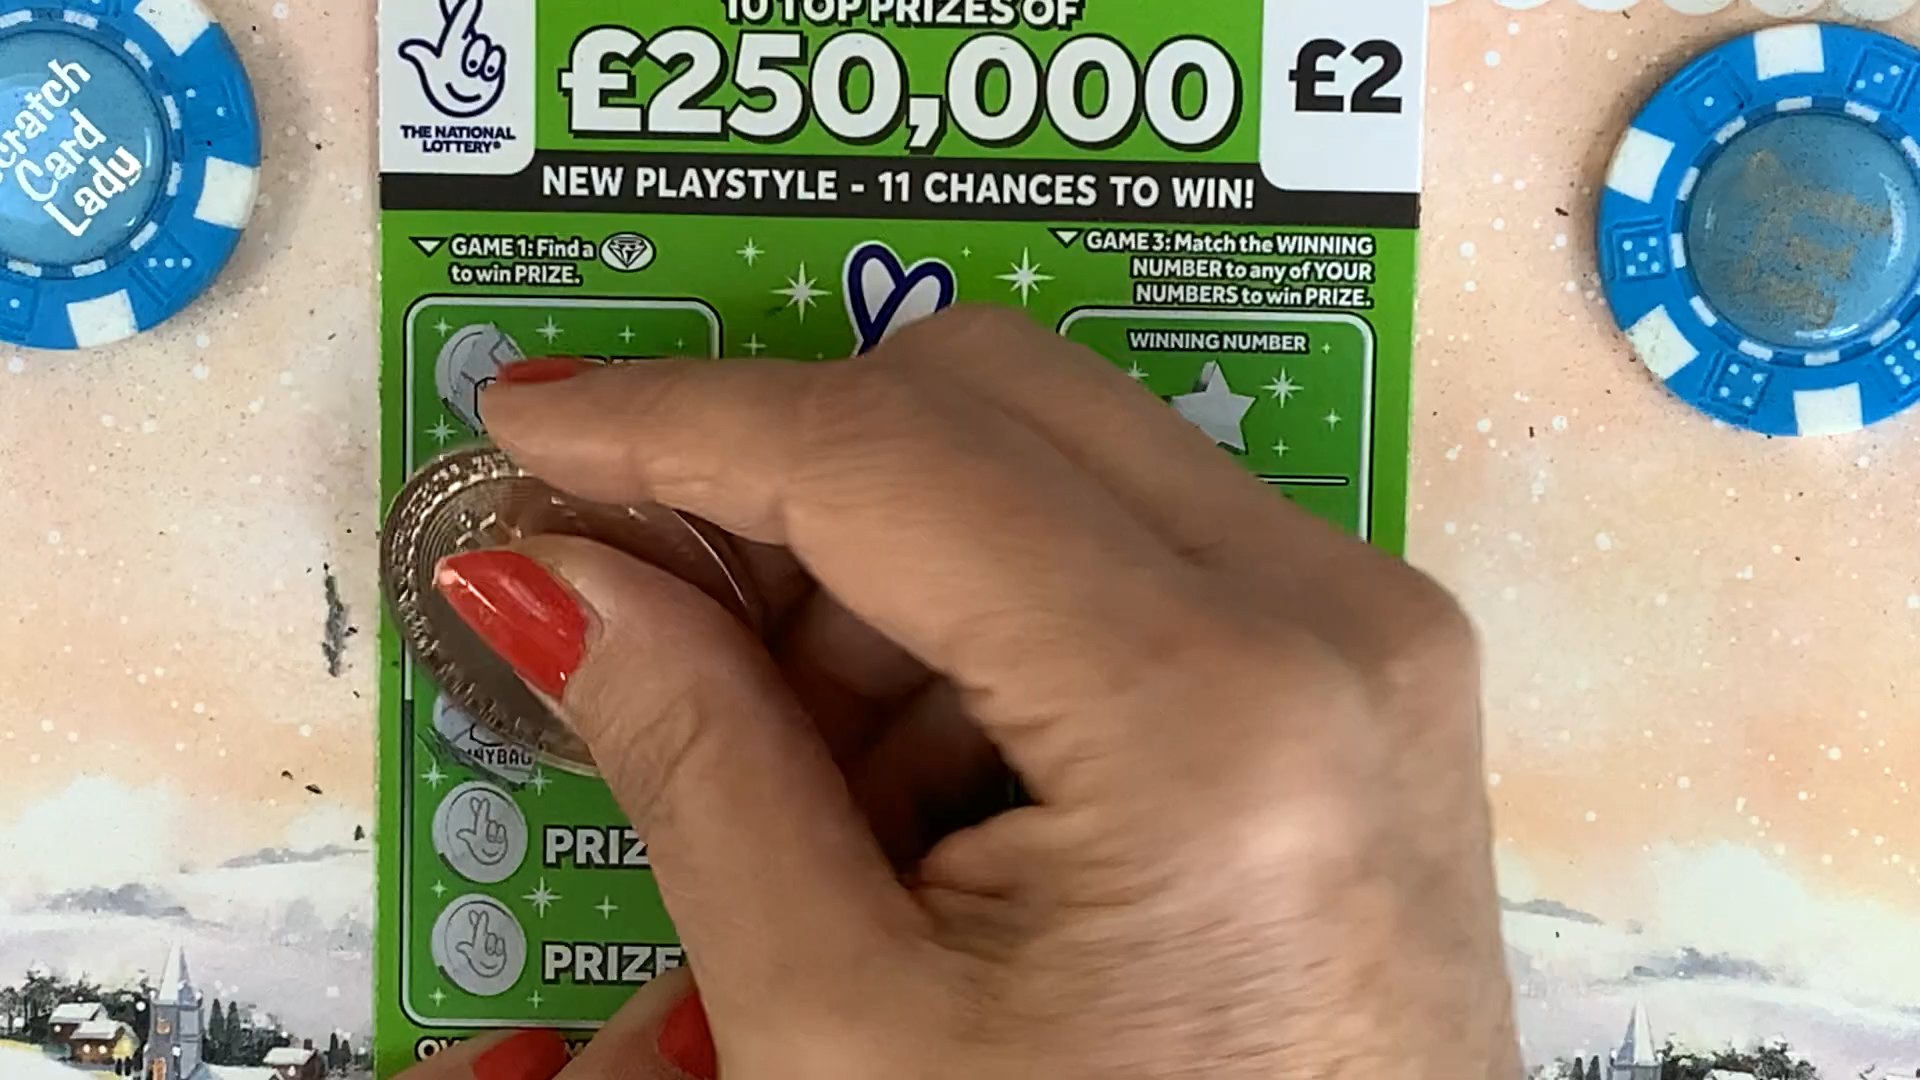 Scratch
Card
Lady
THE NATIONAL
LOTTERY®
10 TOP PRIZES OF
£250,000
£2
NEW PLAYSTYLE - 11 CHANCES TO WIN!
GAME 1: Find a
to win PRIZE.
GAME 3: Match the WINNING
NUMBER to any of YOUR
NUMBERS to win PRIZE.
WINNING NUMBER
PRIZ
PRIZE